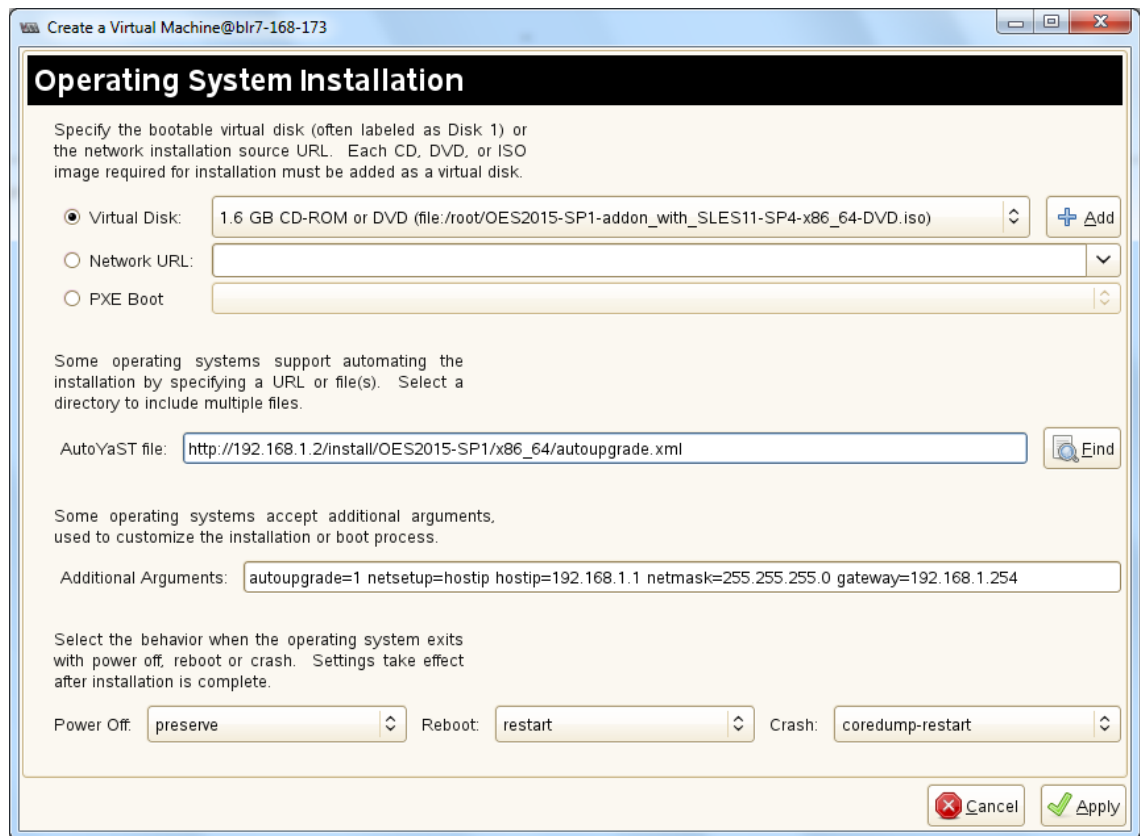 Create a Virtual Machine@blr7-168-173
Operating System Installation
Specify the bootable virtual disk (often labeled as Disk 1) or
the network installation source URL. Each CD, DVD, or ISO
image required for installation must be added as a virtual disk.
Virtual Disk: 1.6 GB CD-ROM or DVD (file:/root/OES2015-SP1-addon_with_SLES11-SP4-x86_64-DVD.iso) Add
Network URL:
PXE Boot
Some operating systems support automating the
installation by specifying a URL or file(s). Select a
directory to include multiple files.
AutoYaST file: http://192.168.1.2/install/OES2015-SP1/x86_64/autoupgrade.xml Find
Some operating systems accept additional arguments,
used to customize the installation or boot process.
Additional Arguments: autoupgrade=1 netsetup=hostip hostip=192.168.1.1 netmask=255.255.255.0 gateway=192.168.1.254
Select the behavior when the operating system exits
with power off, reboot or crash. Settings take effect
after installation is complete.
Power Off: preserve Reboot: restart Crash: coredump-restart
Cancel Apply